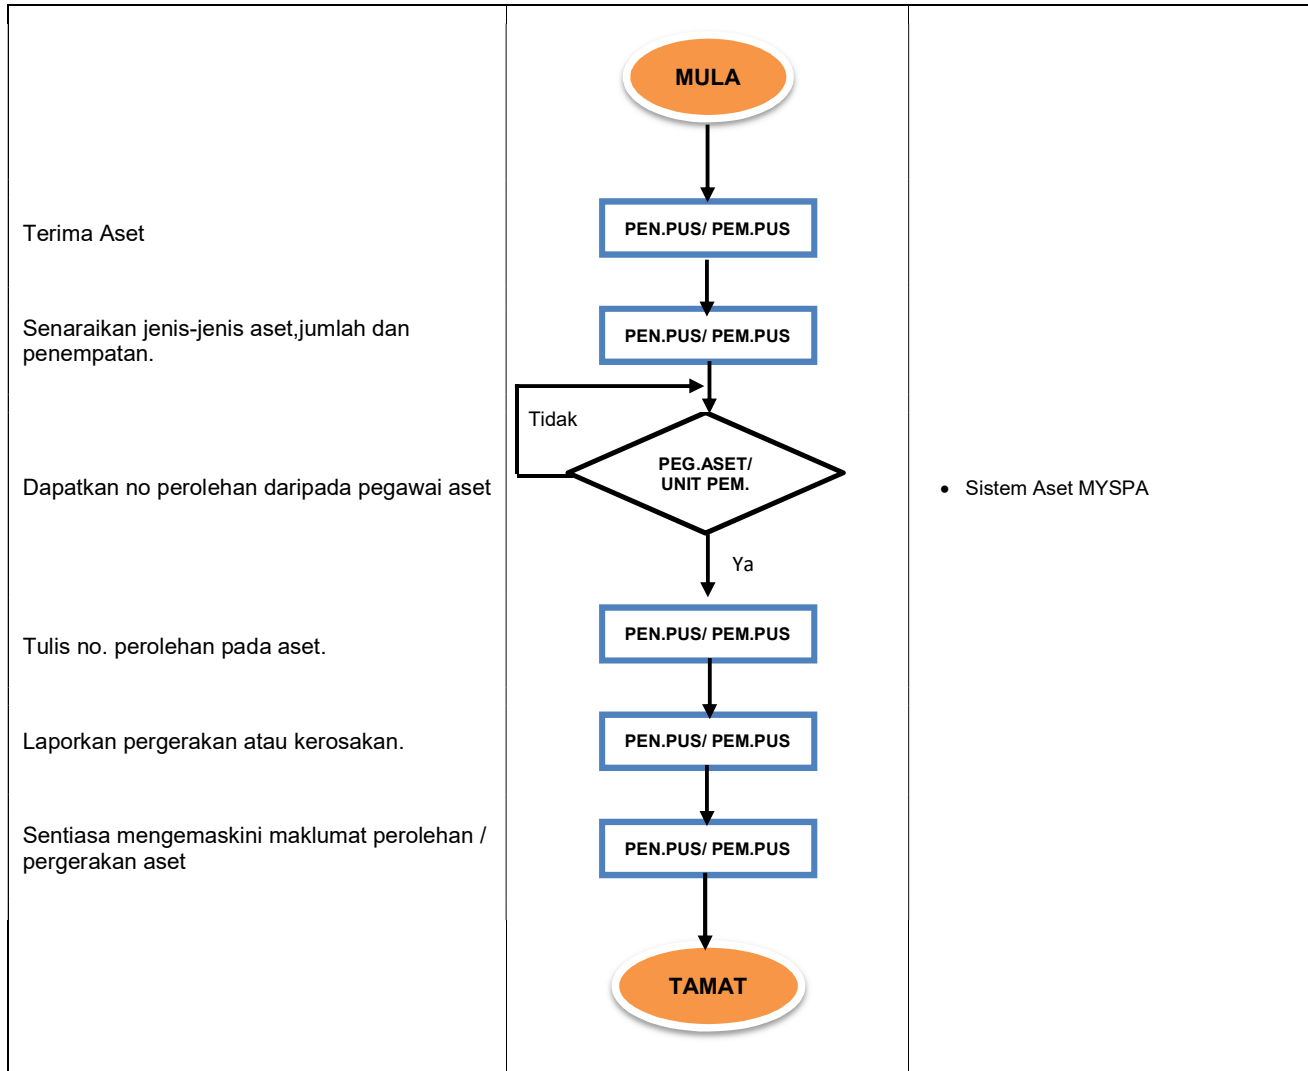 MULA
Terima Aset
PEN.PUS/ PEM.PUS
Senaraikan jenis-jenis aset,jumlah dan
penempatan.
PEN.PUS/ PEM.PUS
Tidak
Dapatkan no perolehan daripada pegawai aset
PEG.ASET/
UNIT PEM.
• Sistem Aset MYSPA
Ya
Tulis no. perolehan pada aset.
PEN.PUS/ PEM.PUS
Laporkan pergerakan atau kerosakan.
PEN.PUS/ PEM.PUS
Sentiasa mengemaskini maklumat perolehan /
pergerakan aset
PEN.PUS/ PEM.PUS
TAMAT